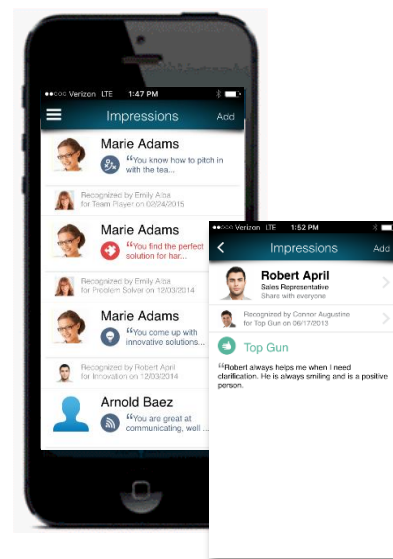 Verizon LTE 1:47 PM
Impressions Add
Marie Adams
“You know how to pitch in
with the tea...
Recognized by Emily Alba
for Team Player on 02/24/2015
Marie Adams
“You find the perfect
solution for har...
Recognized by Emily Alba
for Problem Solver on 12/03/2014
Marie Adams
“You come up with
innovative solutions...
Recognized by Robert April
for Innovation on 12/03/2014
Arnold Baez
“You are great at
communicating, well ...
Verizon LTE 1:52 PM
Impressions Add
Robert April
Sales Representative
Share with everyone
Recognized by Connor Augustine
for Top Gun on 06/17/2013
Top Gun
“Robert always helps me when I need
clarification. He is always smiling and is a positive
person.